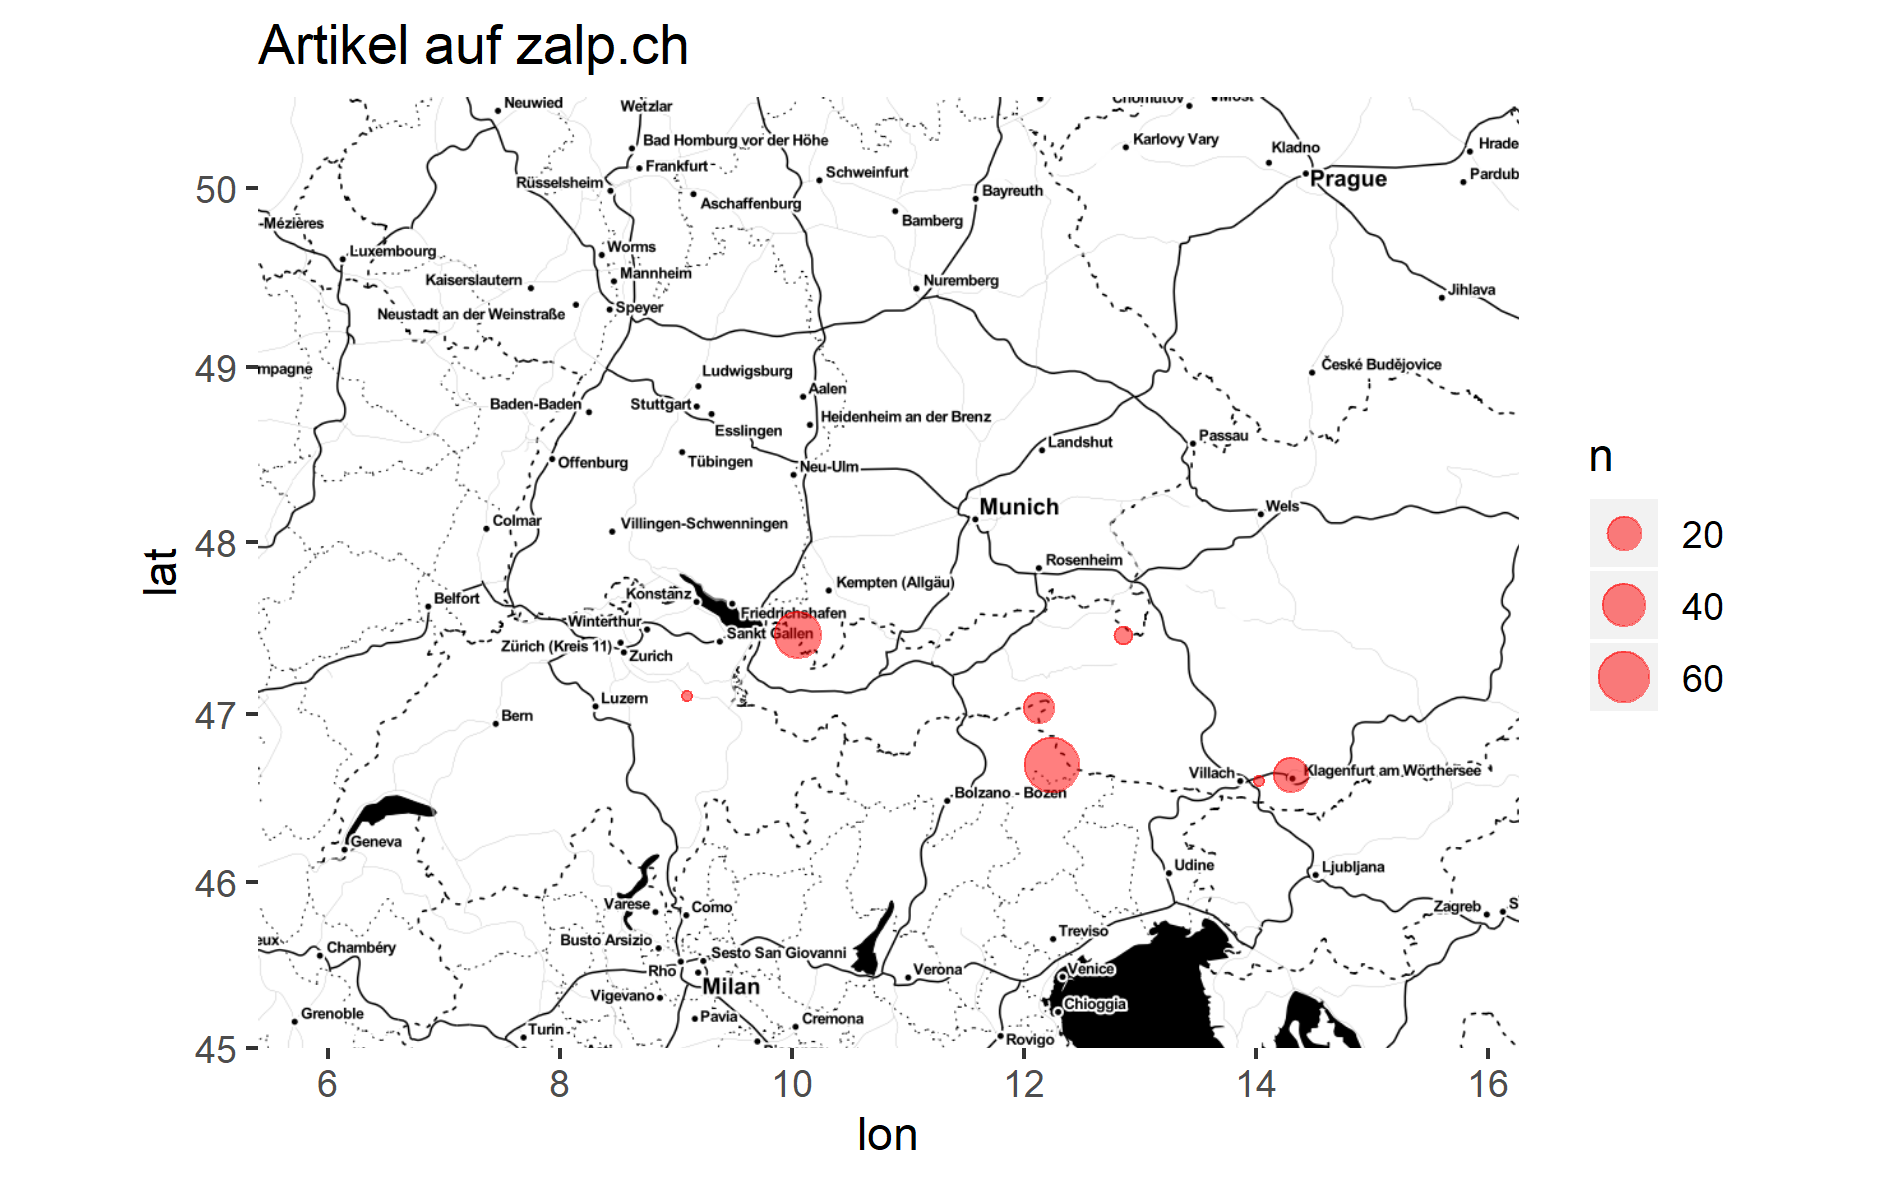 Artikel auf zalp.ch
Neuwied
Wetzlar
Chomutov
Most
Bad Homburg vor der Höhe
Karlovy Vary
Kladno
Hrade
Frankfurt
Schweinfurt
Prague
Pardub
Rüsselsheim
Bayreuth
Aschaffenburg
Bamberg
-Mézières
Luxembourg
Worms
Mannheim
Kaiserslautern
Nuremberg
Jihlava
Neustadt an der Weinstraße
Speyer
mpagne
Ludwigsburg
České Budějovice
Aalen
Baden-Baden
Stuttgart
Heidenheim an der Brenz
Esslingen
Passau
Landshut
Offenburg
Tübingen
Neu-Ulm
Munich
Wels
Colmar
Villingen-Schwenningen
Rosenheim
Kempten (Allgäu)
Belfort
Konstanz
Friedrichshafen
Winterthur
Sankt Gallen
Zürich (Kreis 11)
Zurich
Luzern
Bern
Villach
Klagenfurt am Wörthersee
Bolzano - Bozen
Geneva
Udine
Ljubljana
Varese
Como
Zagreb
S
eux
Chambéry
Busto Arsizio
Sesto San Giovanni
Treviso
Rho
Verona
Venice
Milan
Vigevano
Chioggia
Grenoble
Pavia
Cremona
Turin
Rovigo
50
49
48
47
46
45
lat
6
8
10
12
14
16
lon
n
20
40
60